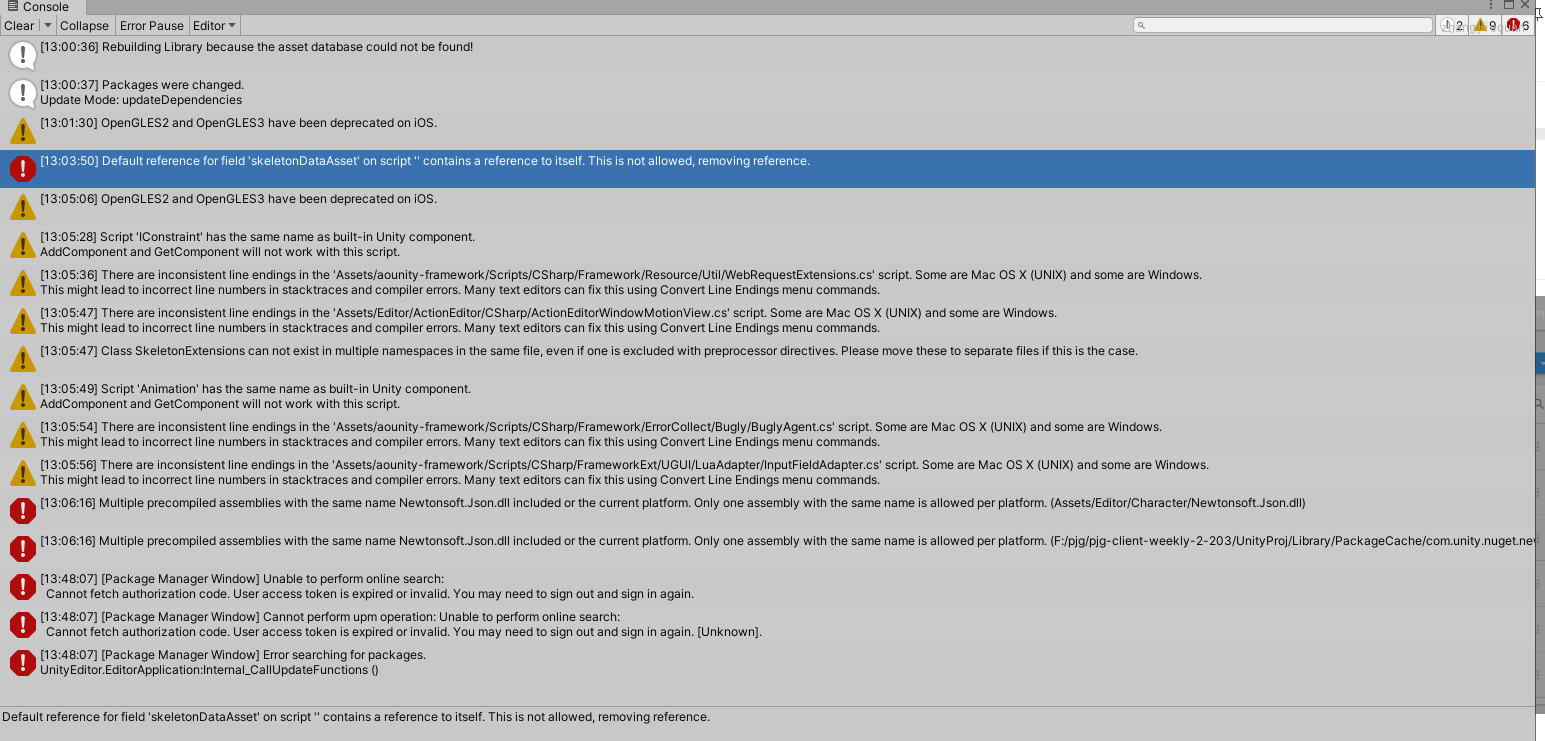 Console
Clear Collapse Error Pause Editor 2 9 6
[13:00:36] Rebuilding Library because the asset database could not be found!
[13:00:37] Packages were changed.
Update Mode: updateDependencies
[13:01:30] OpenGLES2 and OpenGLES3 have been deprecated on iOS.
[13:03:50] Default reference for field 'skeletonDataAsset' on script '' contains a reference to itself. This is not allowed, removing reference.
[13:05:06] OpenGLES2 and OpenGLES3 have been deprecated on iOS.
[13:05:28] Script 'IConstraint' has the same name as built-in Unity component.
AddComponent and GetComponent will not work with this script.
[13:05:36] There are inconsistent line endings in the 'Assets/aounity-framework/Scripts/CSharp/Framework/Resource/Util/WebRequestExtensions.cs' script. Some are Mac OS X (UNIX) and some are Windows.
This might lead to incorrect line numbers in stacktraces and compiler errors. Many text editors can fix this using Convert Line Endings menu commands.
[13:05:47] There are inconsistent line endings in the 'Assets/Editor/ActionEditor/CSharp/ActionEditorWindowMotionView.cs' script. Some are Mac OS X (UNIX) and some are Windows.
This might lead to incorrect line numbers in stacktraces and compiler errors. Many text editors can fix this using Convert Line Endings menu commands.
[13:05:47] Class SkeletonExtensions can not exist in multiple namespaces in the same file, even if one is excluded with preprocessor directives. Please move these to separate files if this is the case.
[13:05:49] Script 'Animation' has the same name as built-in Unity component.
AddComponent and GetComponent will not work with this script.
[13:05:54] There are inconsistent line endings in the 'Assets/aounity-framework/Scripts/CSharp/Framework/ErrorCollect/Bugly/BuglyAgent.cs' script. Some are Mac OS X (UNIX) and some are Windows.
This might lead to incorrect line numbers in stacktraces and compiler errors. Many text editors can fix this using Convert Line Endings menu commands.
[13:05:56] There are inconsistent line endings in the 'Assets/aounity-framework/Scripts/CSharp/FrameworkExt/UGUI/LuaAdapter/InputFieldAdapter.cs' script. Some are Mac OS X (UNIX) and some are Windows.
This might lead to incorrect line numbers in stacktraces and compiler errors. Many text editors can fix this using Convert Line Endings menu commands.
[13:06:16] Multiple precompiled assemblies with the same name Newtonsoft.Json.dll included or the current platform. Only one assembly with the same name is allowed per platform. (Assets/Editor/Character/Newtonsoft.Json.dll)
[13:06:16] Multiple precompiled assemblies with the same name Newtonsoft.Json.dll included or the current platform. Only one assembly with the same name is allowed per platform. (F:/pjg/pjg-client-weekly-2-203/UnityProj/Library/PackageCache/com.unity.nuget.new
[13:48:07] [Package Manager Window] Unable to perform online search:
Cannot fetch authorization code. User access token is expired or invalid. You may need to sign out and sign in again.
[13:48:07] [Package Manager Window] Cannot perform upm operation: Unable to perform online search:
Cannot fetch authorization code. User access token is expired or invalid. You may need to sign out and sign in again. [Unknown].
[13:48:07] [Package Manager Window] Error searching for packages.
UnityEditor.EditorApplication:Internal_CallUpdateFunctions ()
Default reference for field 'skeletonDataAsset' on script '' contains a reference to itself. This is not allowed, removing reference.